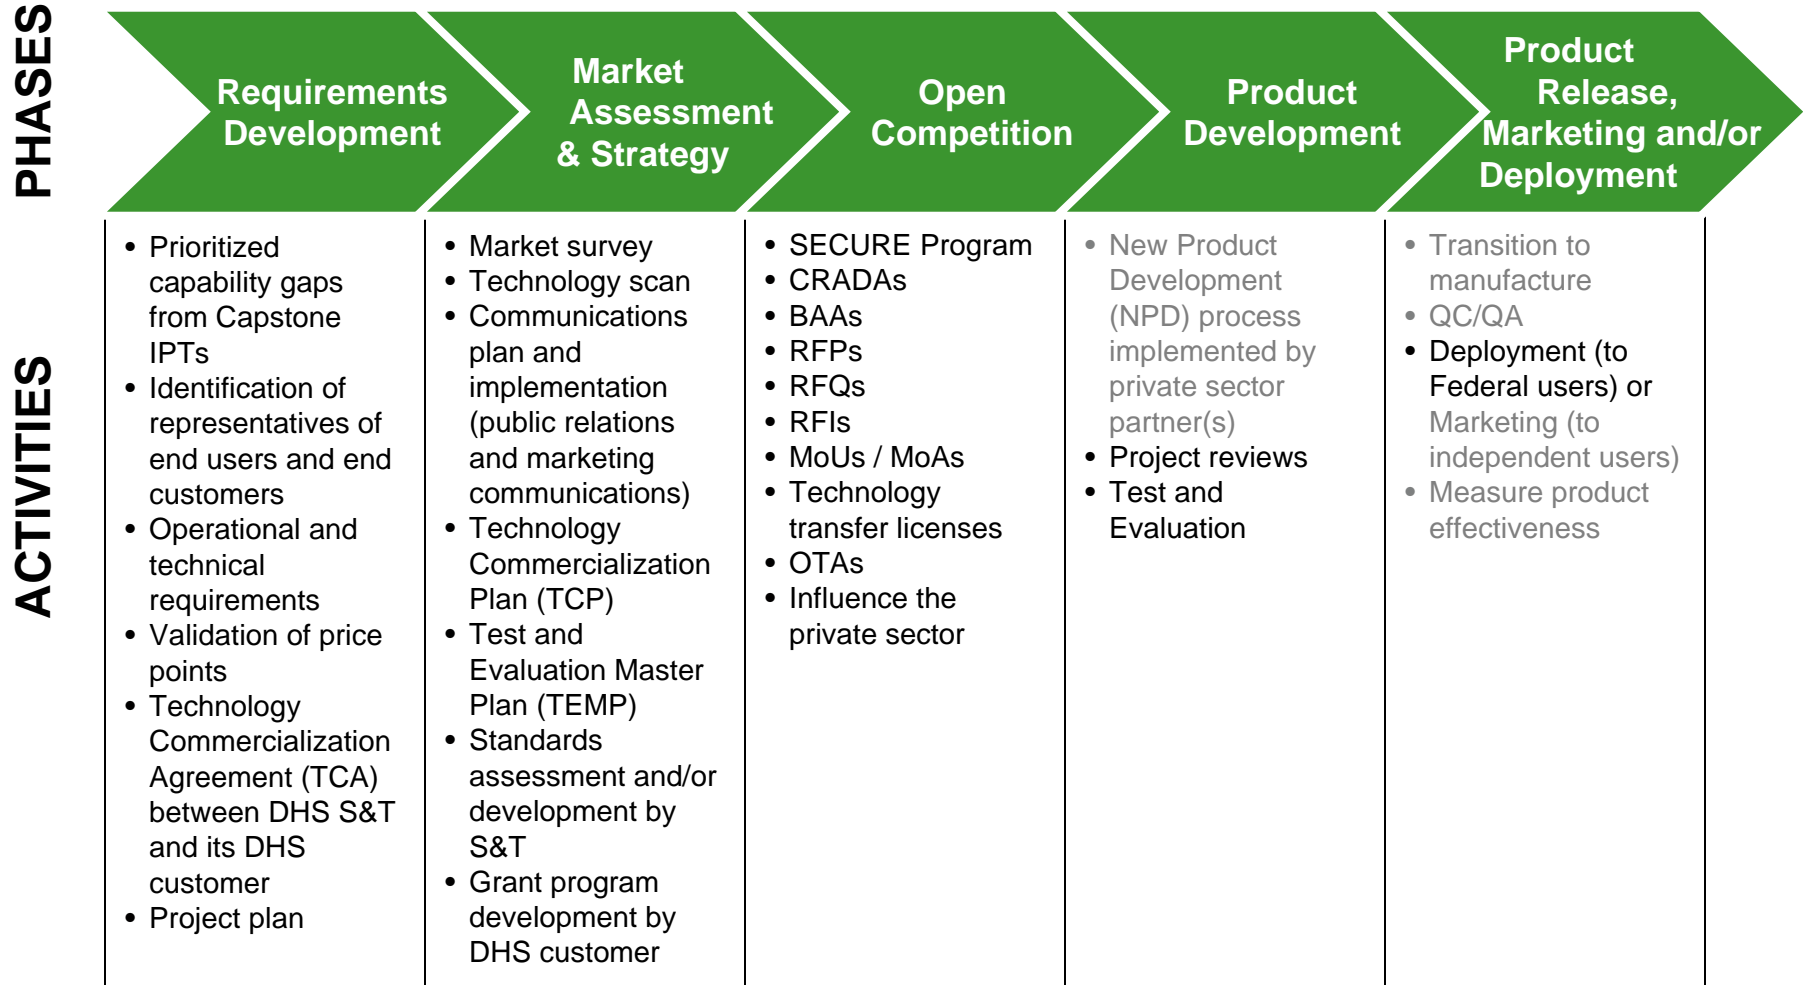 PHASES
Requirements
Development
Market
Assessment
& Strategy
Open
Competition
Product
Development
Product
Release,
Marketing and/or
Deployment
ACTIVITIES
• Prioritized
capability gaps
from Capstone
IPTs
• Identification of
representatives of
end users and end
customers
• Operational and
technical
requirements
• Validation of price
points
• Technology
Commercialization
Agreement (TCA)
between DHS S&T
and its DHS
customer
• Project plan
• Market survey
• Technology scan
• Communications
plan and
implementation
(public relations
and marketing
communications)
• Technology
Commercialization
Plan (TCP)
• Test and
Evaluation Master
Plan (TEMP)
• Standards
assessment and/or
development by
S&T
• Grant program
development by
DHS customer
• SECURE Program
• CRADAs
• BAAs
• RFPs
• RFQs
• RFIs
• MoUs / MoAs
• Technology
transfer licenses
• OTAs
• Influence the
private sector
• New Product
Development
(NPD) process
implemented by
private sector
partner(s)
• Project reviews
• Test and
Evaluation
• Transition to
manufacture
• QC/QA
• Deployment (to
Federal users) or
Marketing (to
independent users)
• Measure product
effectiveness